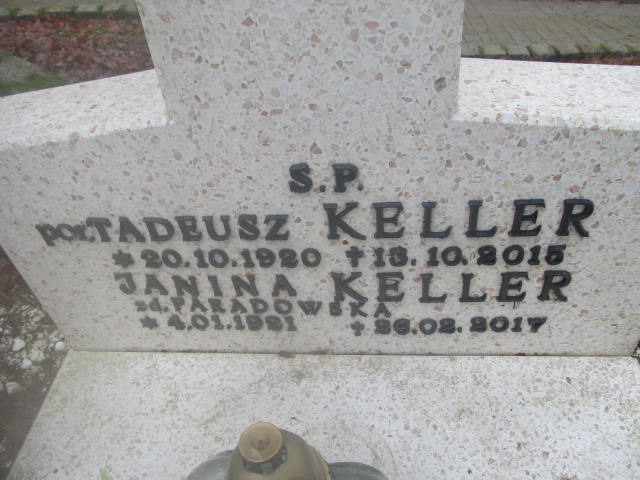 S.P.
por.TADEUSZ KELLER
* 20.10.1920 † 13.10.2015
JANINA KELLER
zd.PARADOWSKA
* 4.01.1921 † 26.02.2017